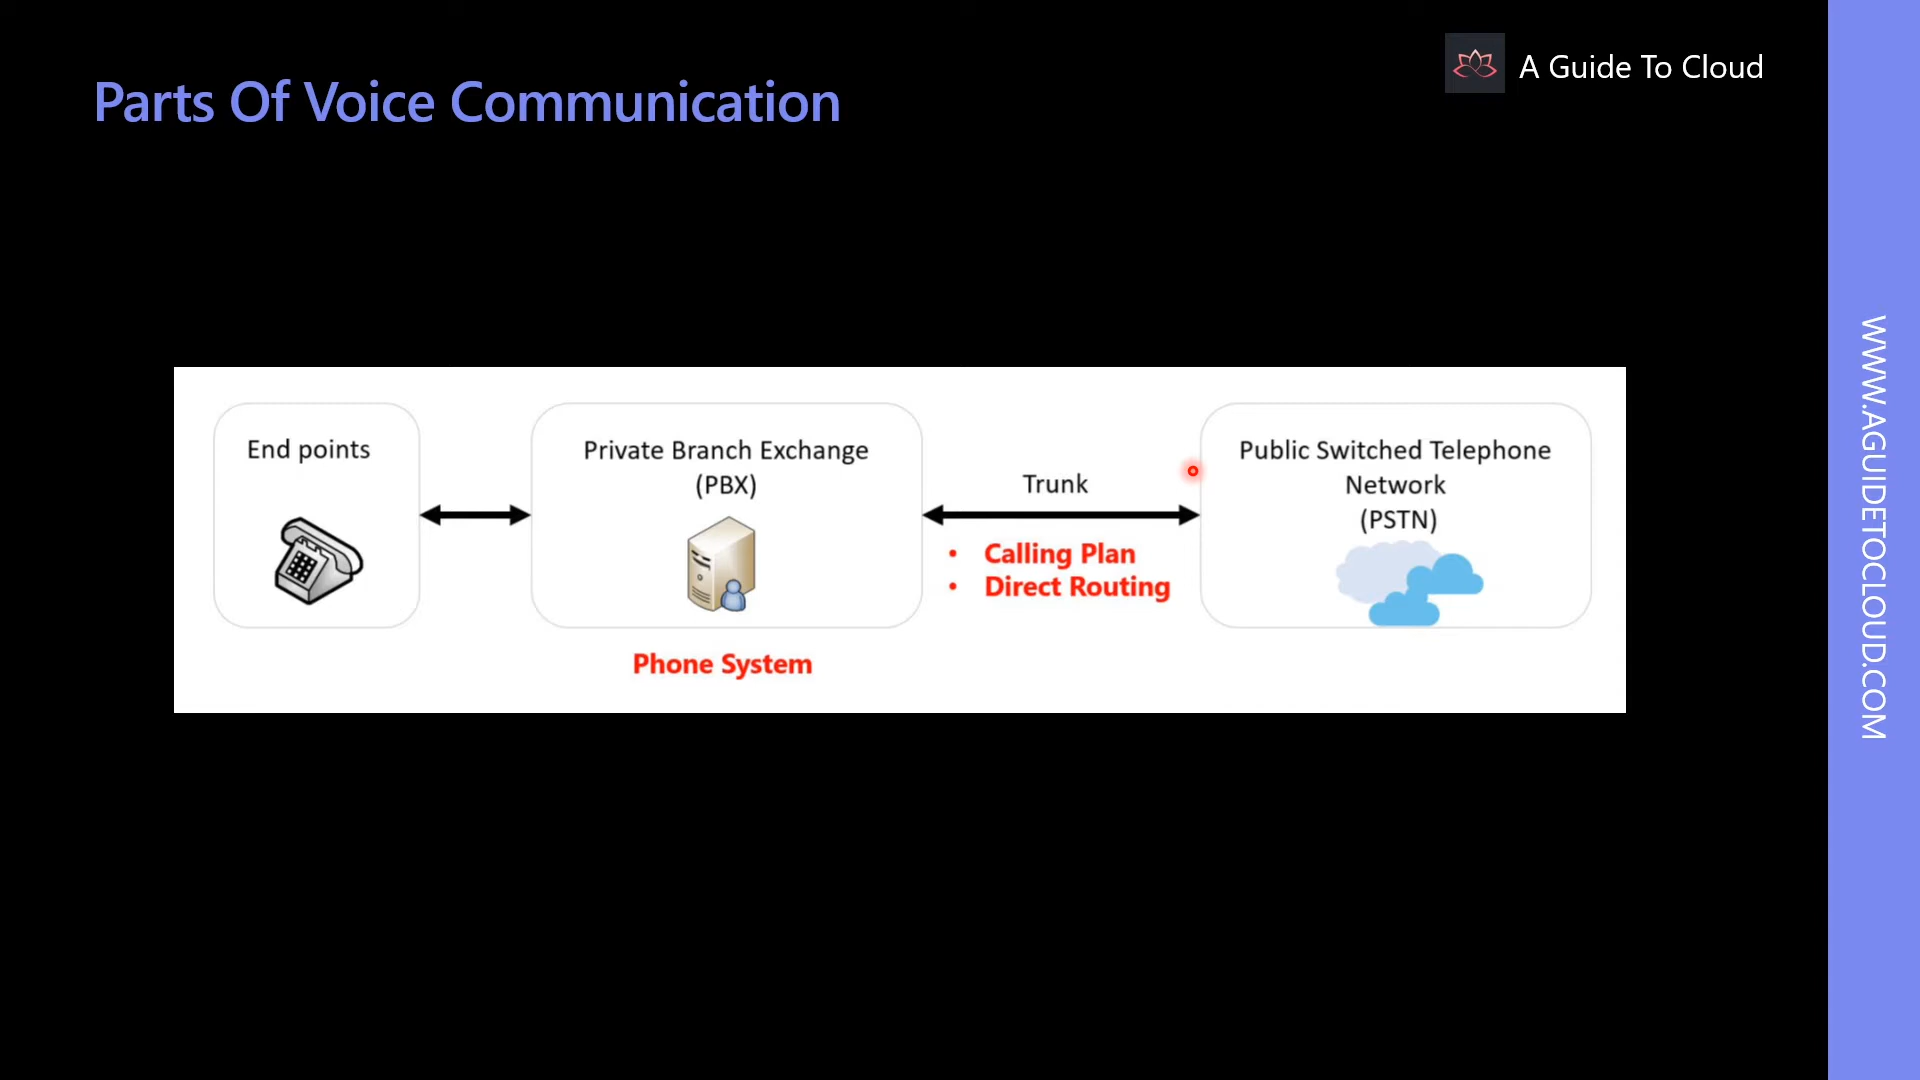 A Guide To Cloud
Parts Of Voice Communication
End points
Private Branch Exchange
(PBX)
Phone System
Trunk
• Calling Plan
• Direct Routing
Public Switched Telephone
Network
(PSTN)
WWW.AGUIDETOCLOUD.COM